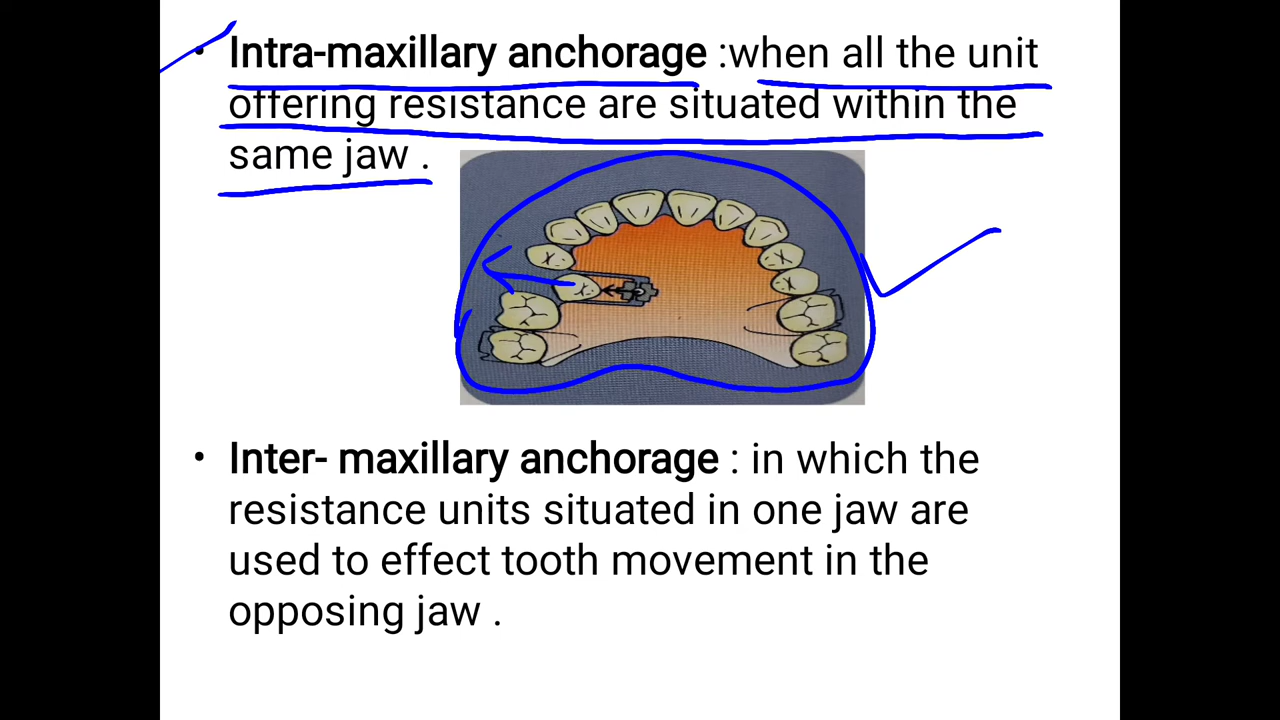 • Intra-maxillary anchorage :when all the unit
offering resistance are situated within the
same jaw .
• Inter- maxillary anchorage : in which the
resistance units situated in one jaw are
used to effect tooth movement in the
opposing jaw .